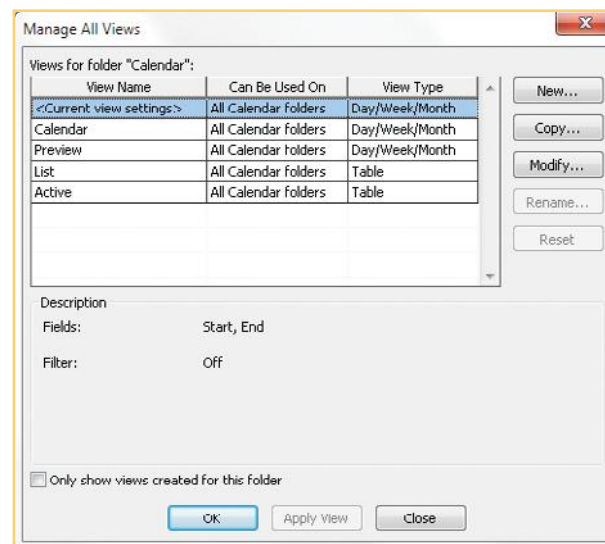 Manage All Views
Views for folder "Calendar":
View Name Can Be Used On View Type
<Current view settings> All Calendar folders Day/Week/Month
Calendar All Calendar folders Day/Week/Month
Preview All Calendar folders Day/Week/Month
List All Calendar folders Table
Active All Calendar folders Table
New...
Copy...
Modify...
Rename...
Reset
Description
Fields: Start, End
Filter: Off
Only show views created for this folder
OK Apply View Close